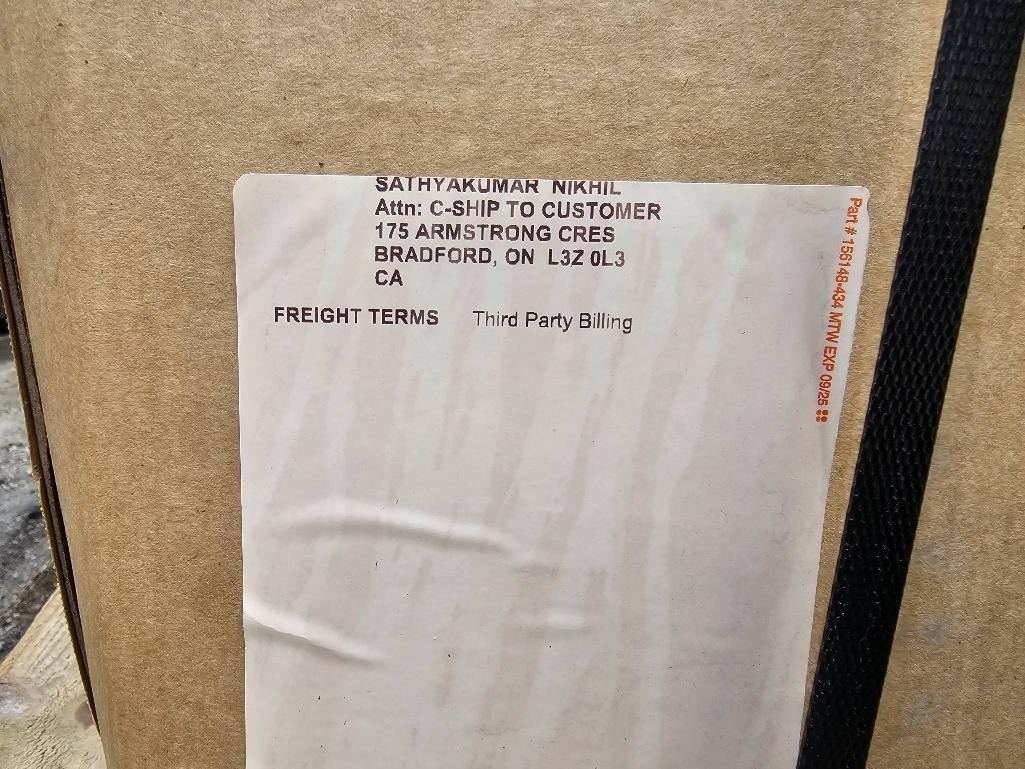 SATHYAKUMAR NIKHIL
Attn: C-SHIP TO CUSTOMER
175 ARMSTRONG CRES
BRADFORD, ON L3Z 0L3
CA
FREIGHT TERMS Third Party Billing
Part # 156148-434 MTW EXP 09/25